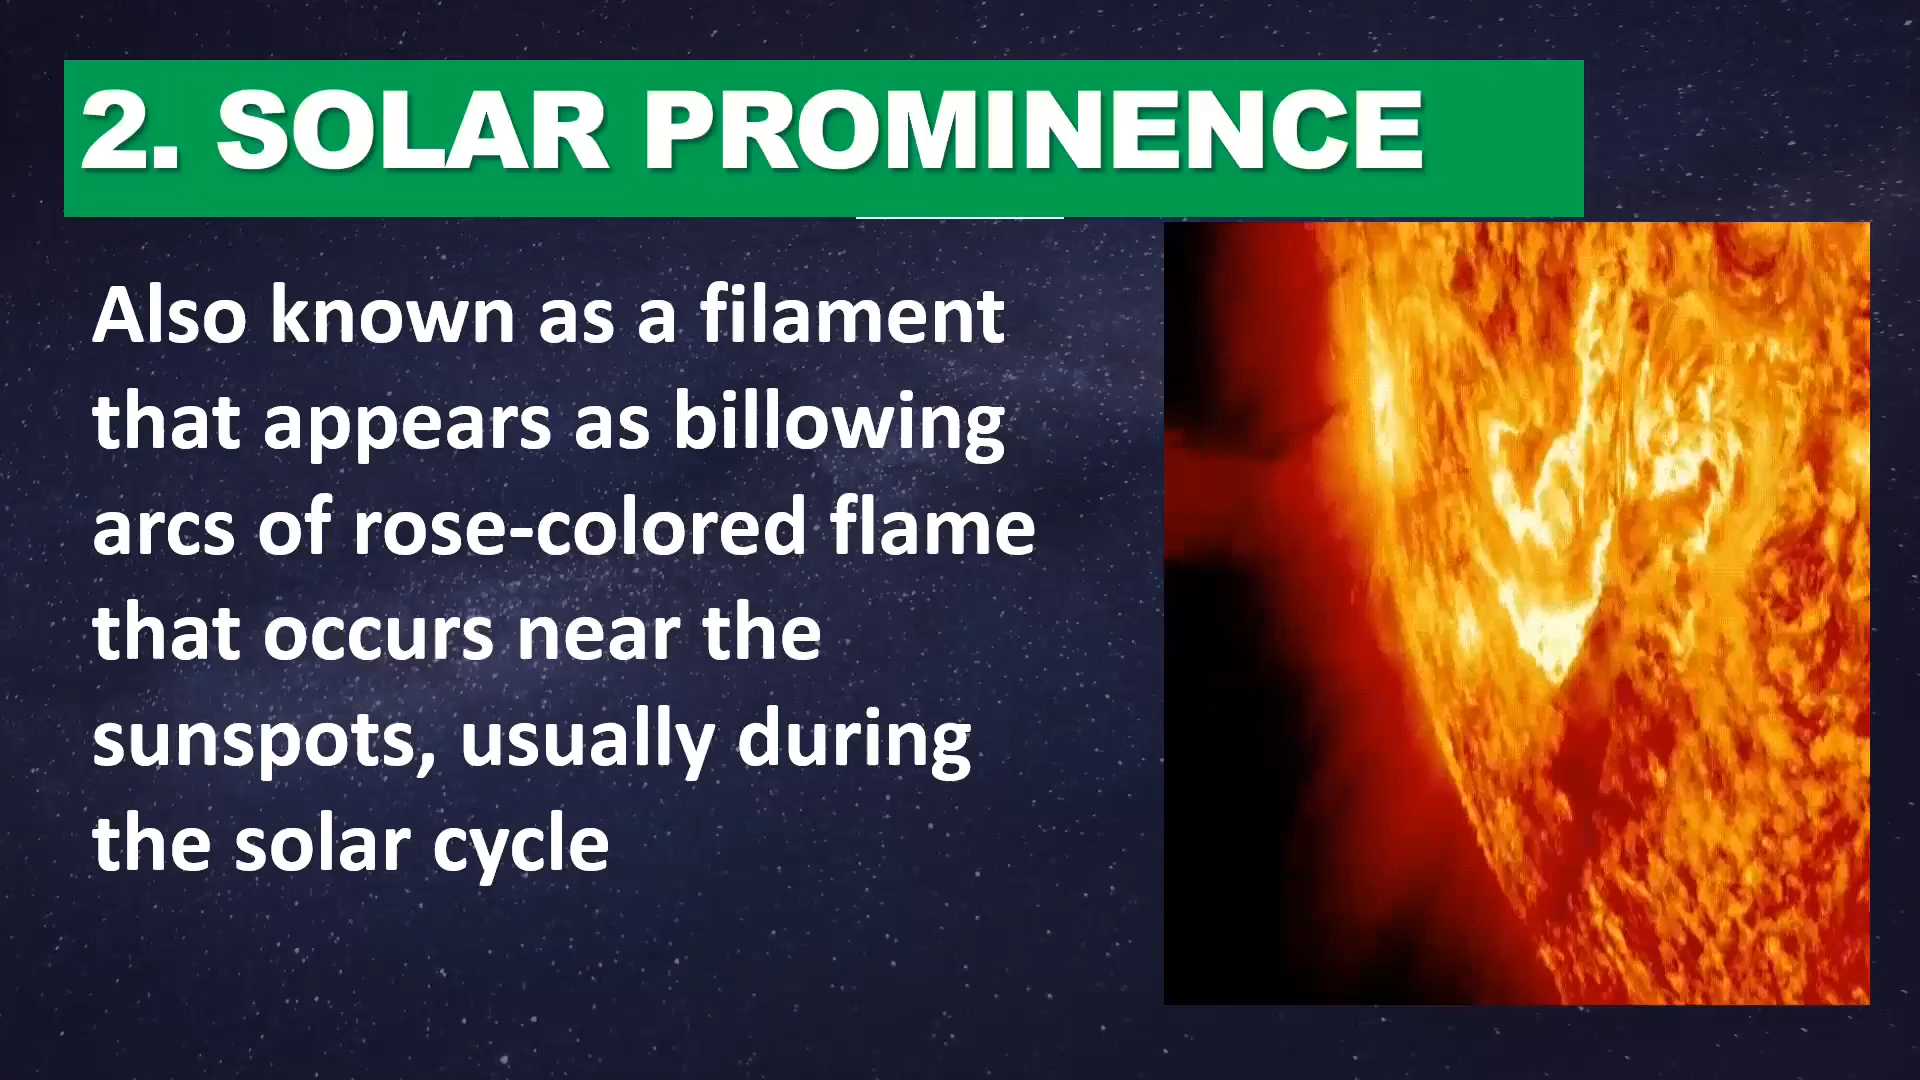 2. SOLAR PROMINENCE
Also known as a filament
that appears as billowing
arcs of rose-colored flame
that occurs near the
sunspots, usually during
the solar cycle